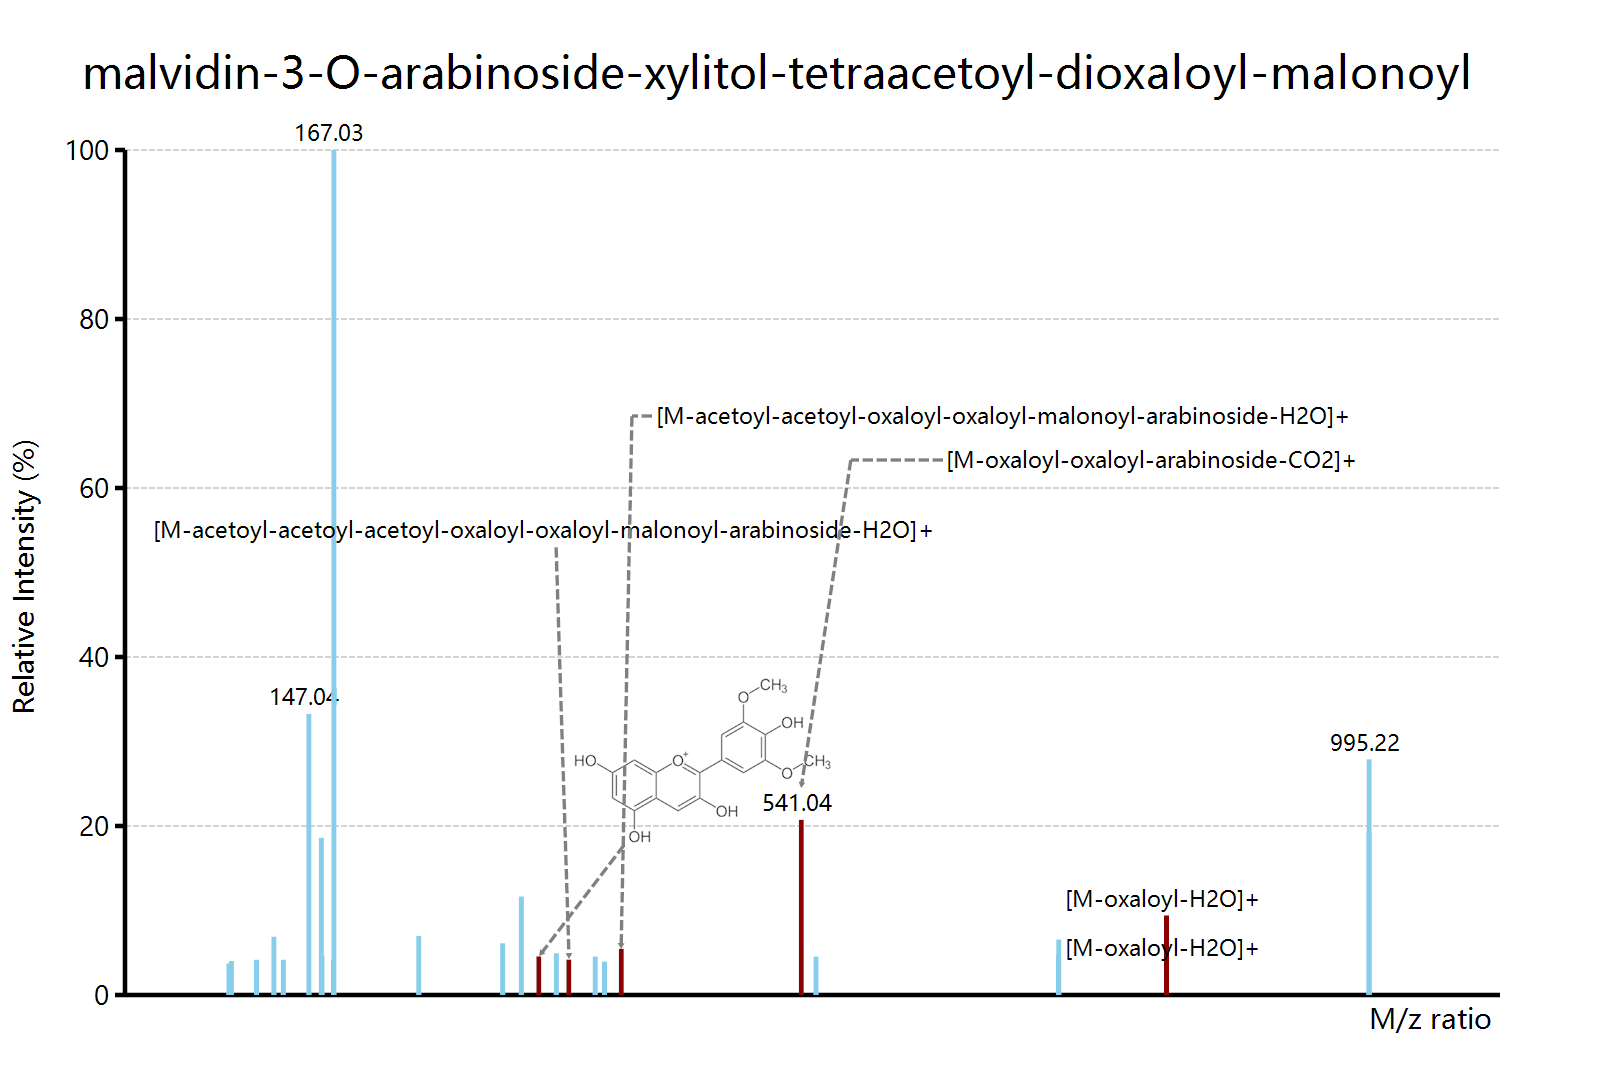 malvidin-3-O-arabinoside-xylitol-tetraacetoyl-dioxaloyl-malonoyl
167.03
100
80
[M-acetoyl-acetoyl-oxaloyl-oxaloyl-malonoyl-arabinoside-H2O]+
[M-oxaloyl-oxaloyl-arabinoside-CO2]+
60
[M-acetoyl-acetoyl-acetoyl-oxaloyl-oxaloyl-malonoyl-arabinoside-H2O]+
Relative Intensity (%)
40
147.04
O CH3
OH
HO O+ O CH3
995.22
541.04
OH
20
OH
[M-oxaloyl-H2O]+
[M-oxaloyl-H2O]+
0
M/z ratio